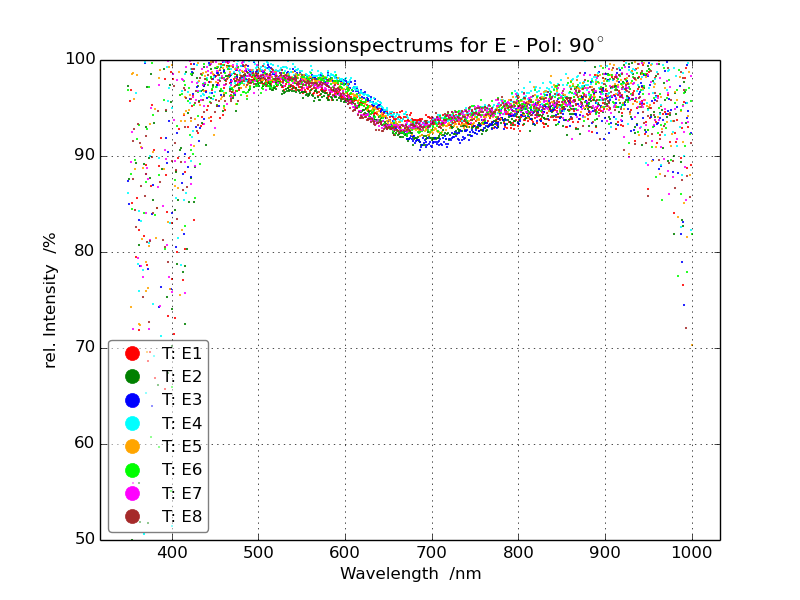 Transmissionspectrums for E - Pol: 90°
100
90
80
70
60
50
rel. Intensity /%
T: E1
T: E2
T: E3
T: E4
T: E5
T: E6
T: E7
T: E8
400 500 600 700 800 900 1000
Wavelength /nm